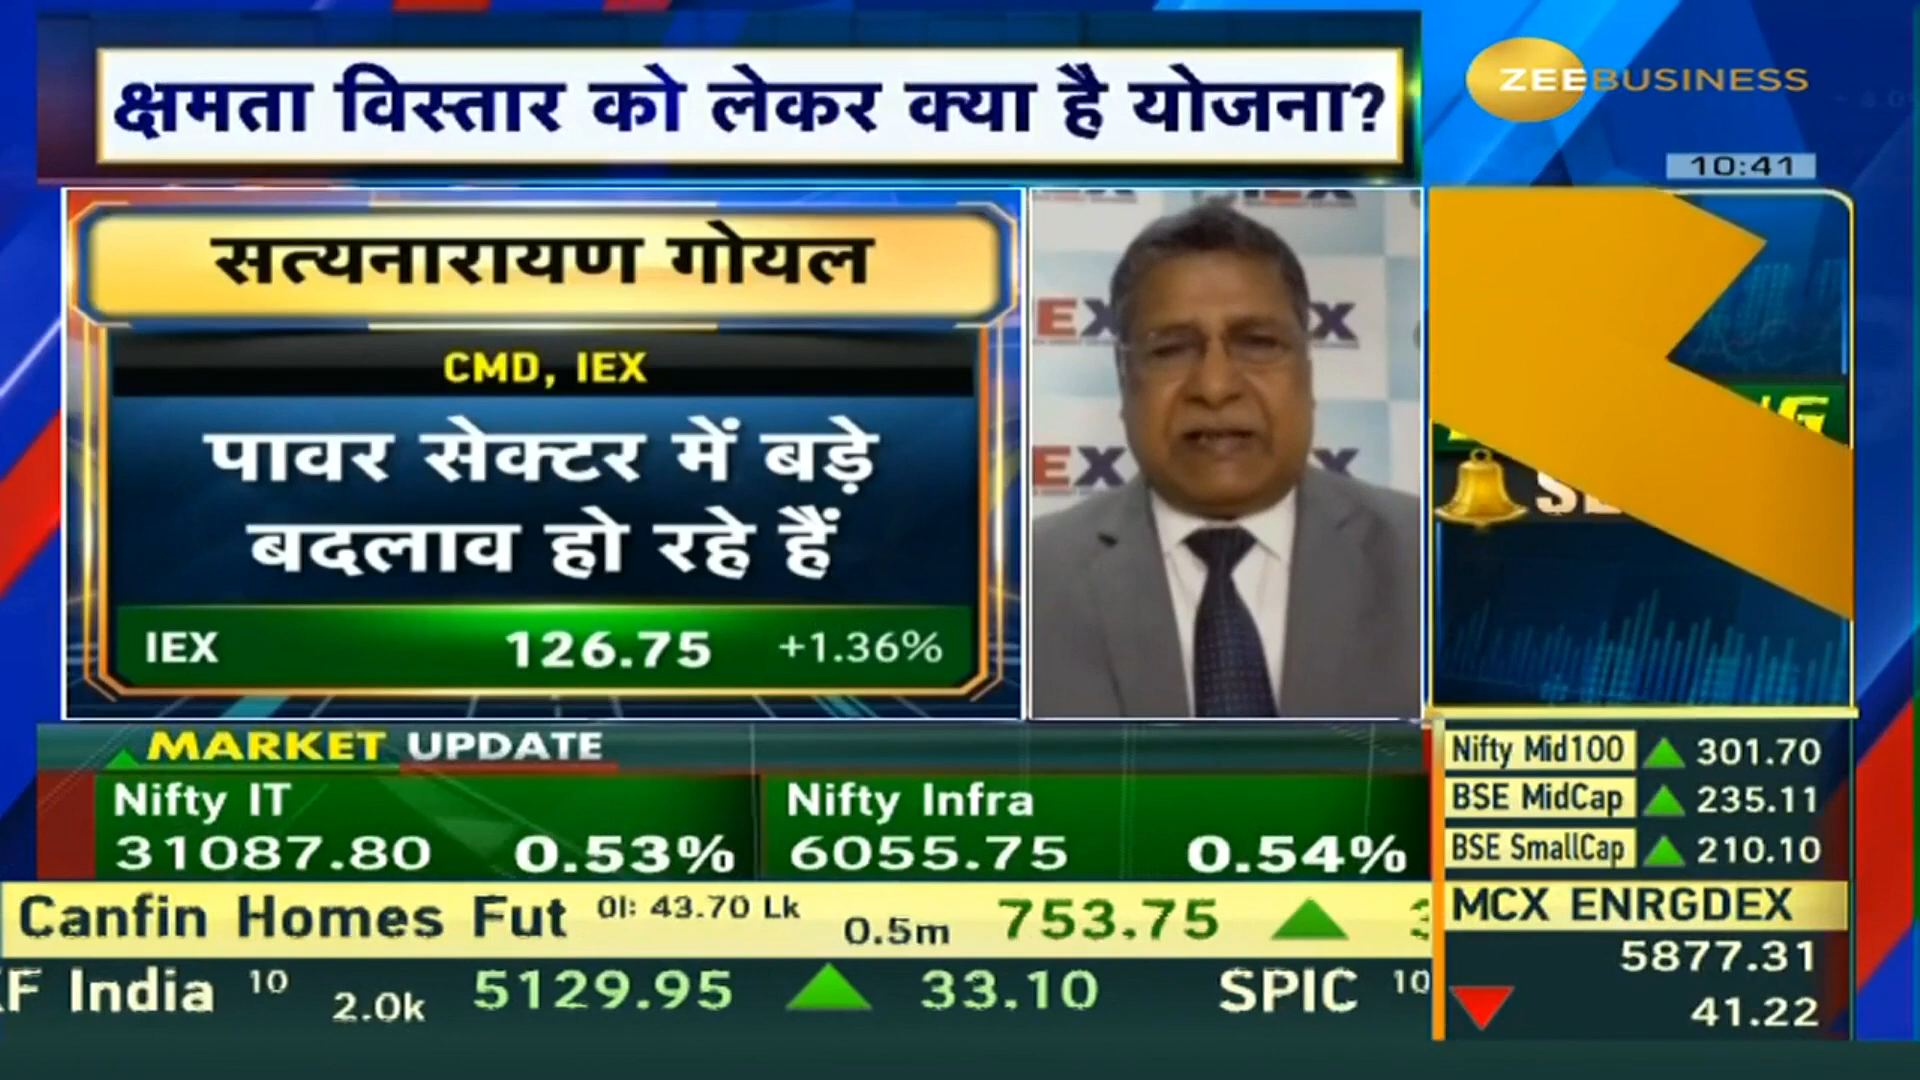 क्षमता विस्तार को लेकर क्या है योजना?
ZEEBUSINESS
10:41
सत्यनारायण गोयल
CMD, IEX
पावर सेक्टर में बड़े
बदलाव हो रहे हैं
IEX 126.75 +1.36%
MARKET UPDATE
Nifty IT
31087.80 0.53%
Nifty Infra
6055.75 0.54%
Nifty Mid100 301.70
BSE MidCap 235.11
BSE SmallCap 210.10
MCX ENRGDEX
5877.31
41.22
Canfin Homes Fut OI: 43.70 Lk 0.5m 753.75
India 10 2.0k 5129.95 33.10 SPIC 10